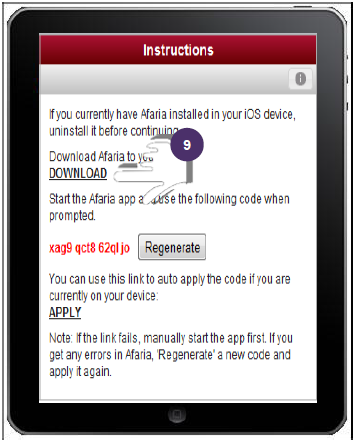 Instructions
If you currently have Afaria installed in your iOS device,
uninstall it before continuing.
9
Download Afaria to
DOWNLOAD
Start the Afaria app and use the following code when
prompted.
xag9 qct8 62ql jo Regenerate
You can use this link to auto apply the code if you are
currently on your device:
APPLY
Note: If the link fails, manually start the app first. If you
get any errors in Afaria, 'Regenerate' a new code and
apply it again.